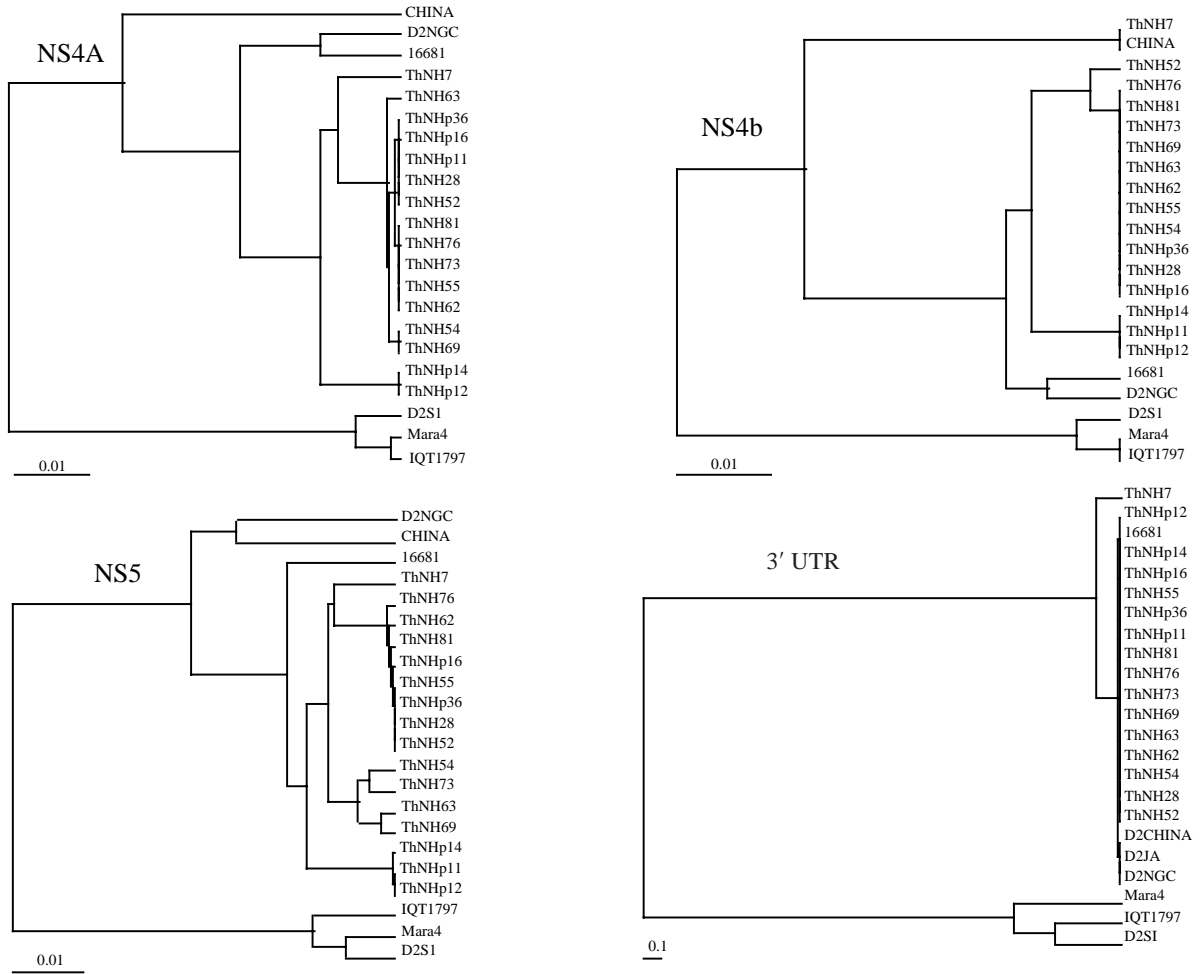 NS4A
CHINA
D2NGC
16681
ThNH7
ThNH63
ThNHp36
ThNHp16
ThNHp11
ThNH28
ThNH52
ThNH81
ThNH76
ThNH73
ThNH55
ThNH62
ThNH54
ThNH69
ThNHp14
ThNHp12
D2S1
Mara4
IQT1797
0.01
NS4b
ThNH7
CHINA
ThNH52
ThNH76
ThNH81
ThNH73
ThNH69
ThNH63
ThNH62
ThNH55
ThNH54
ThNHp36
ThNH28
ThNHp16
ThNHp14
ThNHp11
ThNHp12
16681
D2NGC
D2S1
Mara4
IQT1797
0.01
NS5
D2NGC
CHINA
16681
ThNH7
ThNH76
ThNH62
ThNH81
ThNHp16
ThNH55
ThNHp36
ThNH28
ThNH52
ThNH54
ThNH73
ThNH63
ThNH69
ThNHp14
ThNHp11
ThNHp12
IQT1797
Mara4
D2S1
0.01
3′ UTR
ThNH7
ThNHp12
16681
ThNHp14
ThNHp16
ThNH55
ThNHp36
ThNHp11
ThNH81
ThNH76
ThNH73
ThNH69
ThNH63
ThNH62
ThNH54
ThNH28
ThNH52
D2CHINA
D2JA
D2NGC
Mara4
IQT1797
D2SI
0.1